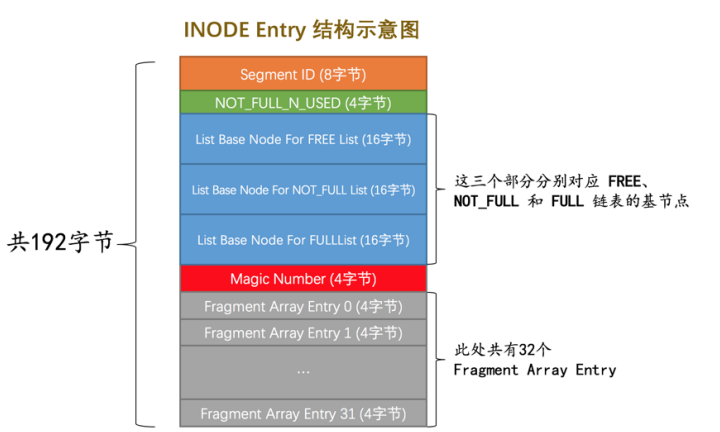 INODE Entry 结构示意图
共192字节
Segment ID (8字节)
NOT_FULL_N_USED (4字节)
List Base Node For FREE List (16字节)
List Base Node For NOT_FULL List (16字节)
List Base Node For FULLList (16字节)
Magic Number (4字节)
Fragment Array Entry 0 (4字节)
Fragment Array Entry 1 (4字节)
...
Fragment Array Entry 31 (4字节)
这三个部分分别对应 FREE、
NOT_FULL 和 FULL 链表的基节点
此处共有32个
Fragment Array Entry